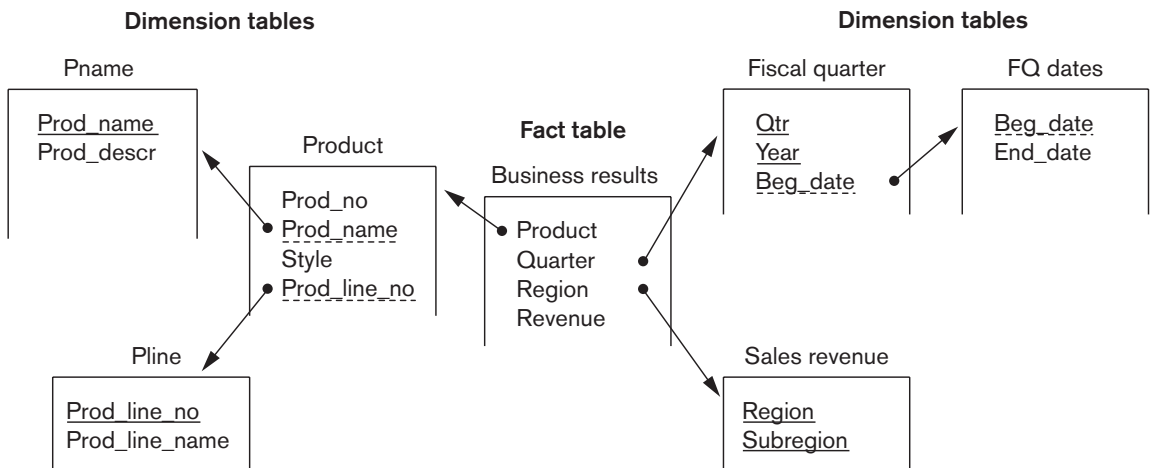 Dimension tables
Pname
Prod_name
Prod_descr
Product
Prod_no
Prod_name
Style
Prod_line_no
Pline
Prod_line_no
Prod_line_name
Fact table
Business results
Product
Quarter
Region
Revenue
Dimension tables
Fiscal quarter
Qtr
Year
Beg_date
FQ dates
Beg_date
End_date
Sales revenue
Region
Subregion